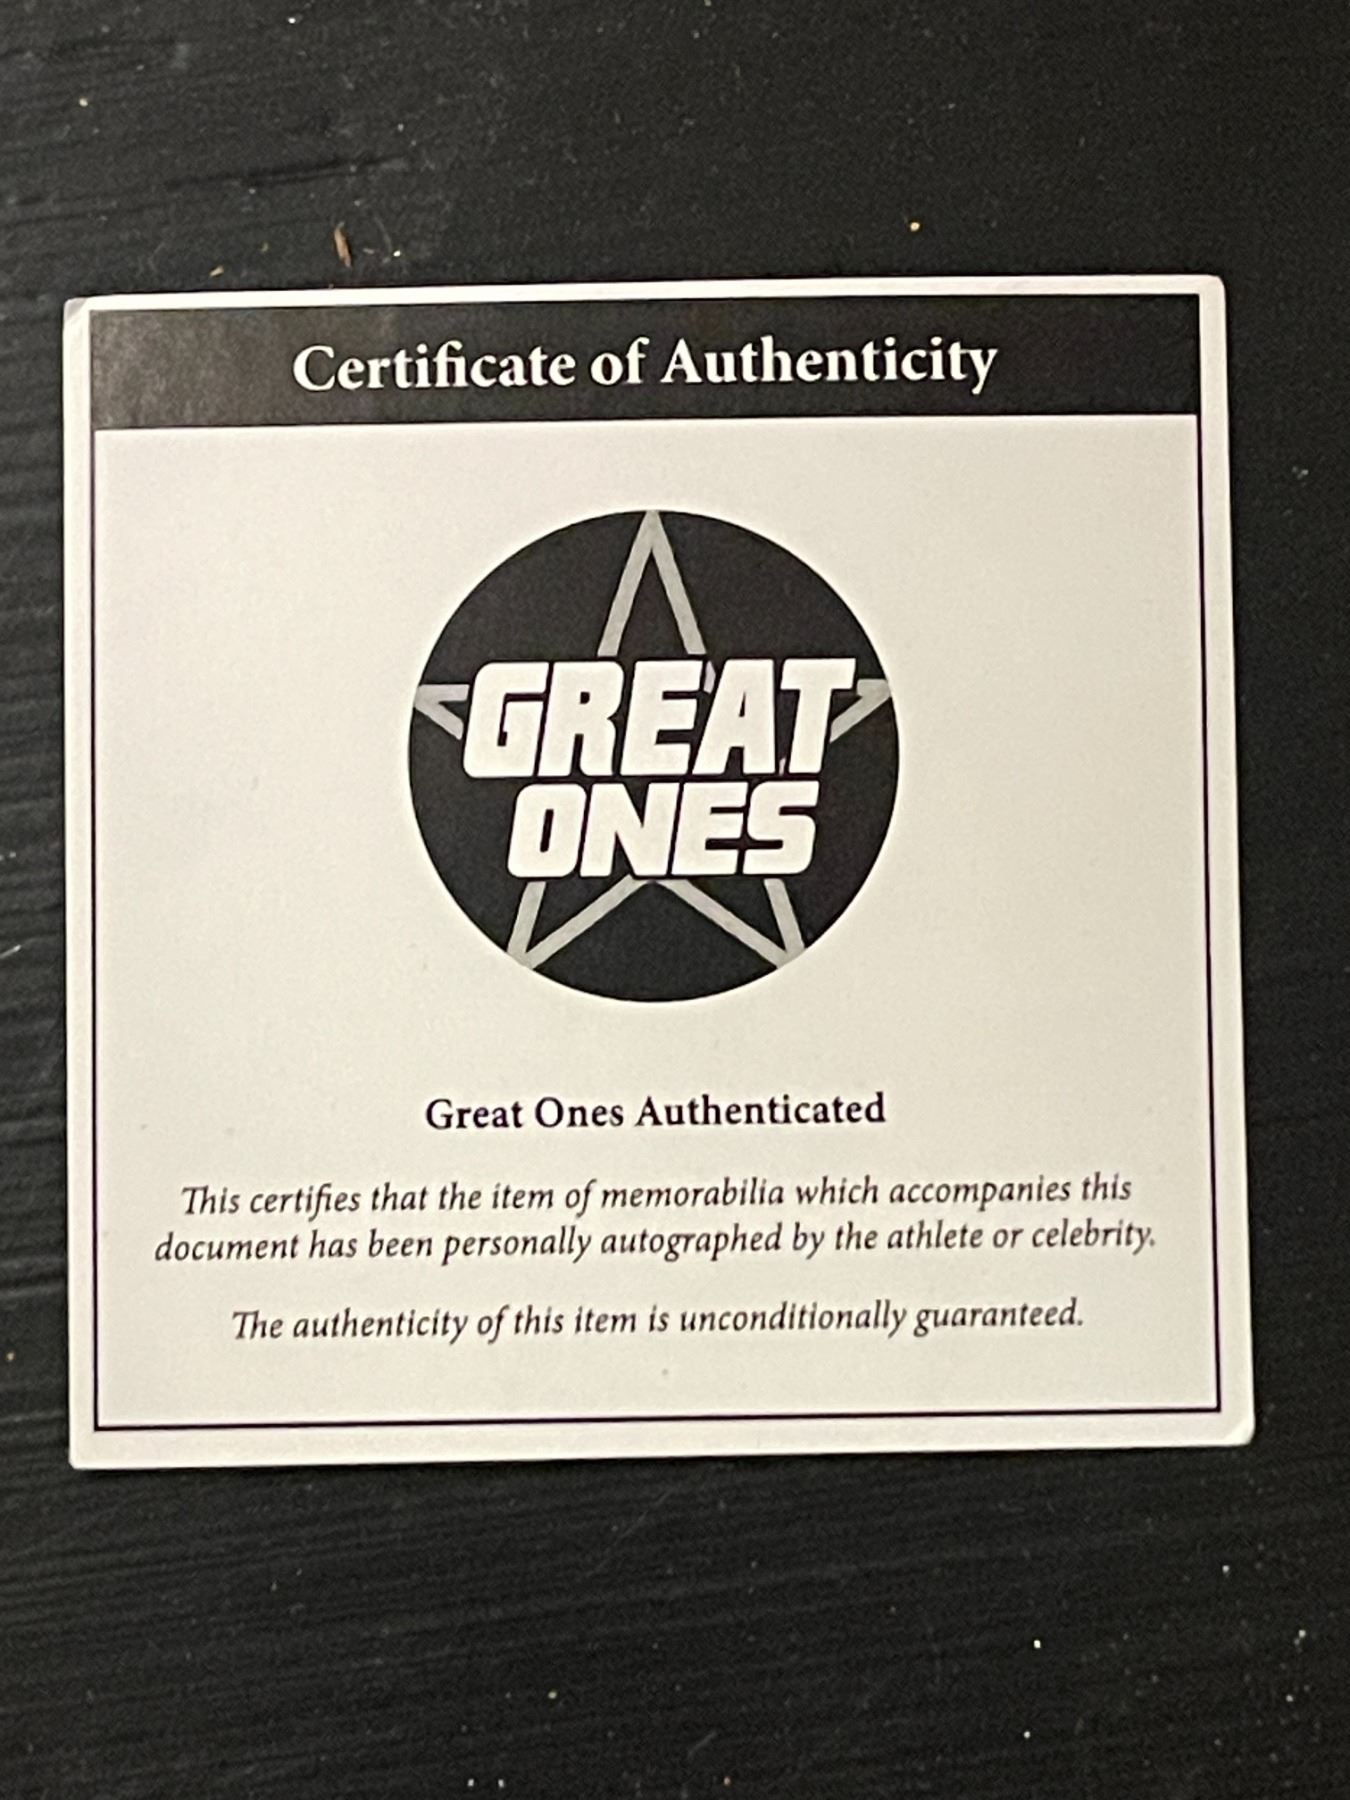 Certificate of Authenticity
GREAT
ONES
Great Ones Authenticated
This certifies that the item of memorabilia which accompanies this
document has been personally autographed by the athlete or celebrity.
The authenticity of this item is unconditionally guaranteed.